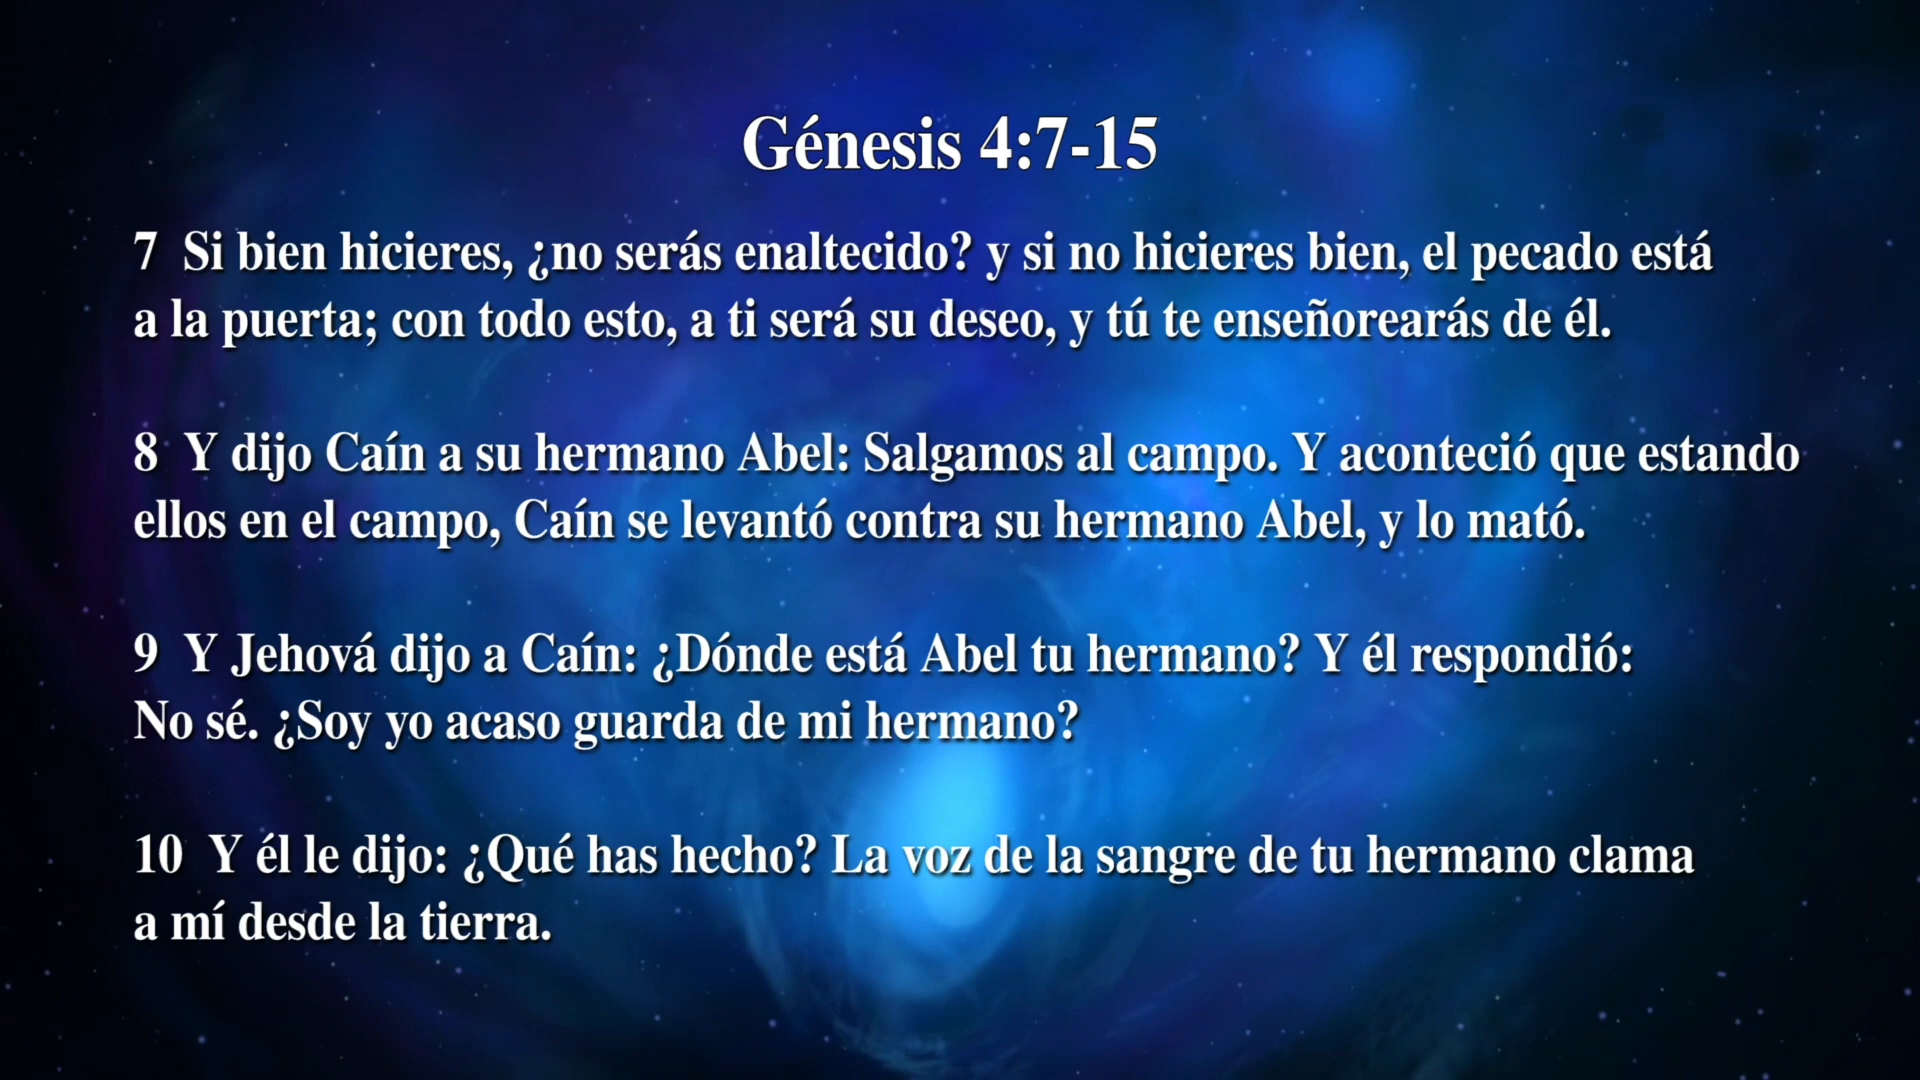 Génesis 4:7-15
7 Si bien hicieres, ¿no serás enaltecido? y si no hicieres bien, el pecado está
a la puerta; con todo esto, a ti será su deseo, y tú te enseñorearás de él.
8 Y dijo Caín a su hermano Abel: Salgamos al campo. Y aconteció que estando
ellos en el campo, Caín se levantó contra su hermano Abel, y lo mató.
9 Y Jehová dijo a Caín: ¿Dónde está Abel tu hermano? Y él respondió:
No sé. ¿Soy yo acaso guarda de mi hermano?
10 Y él le dijo: ¿Qué has hecho? La voz de la sangre de tu hermano clama
a mí desde la tierra.